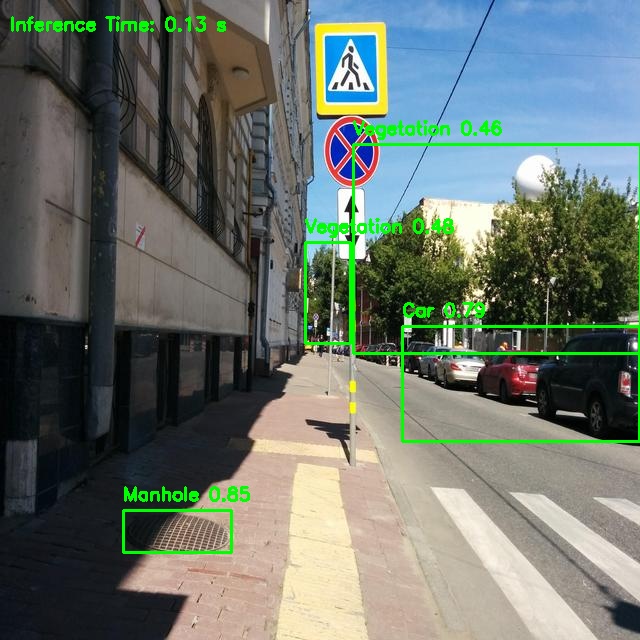 Inference Time: 0.13 s
Vegetation 0.46
Vegetation 0.48
Car 0.79
Manhole 0.85